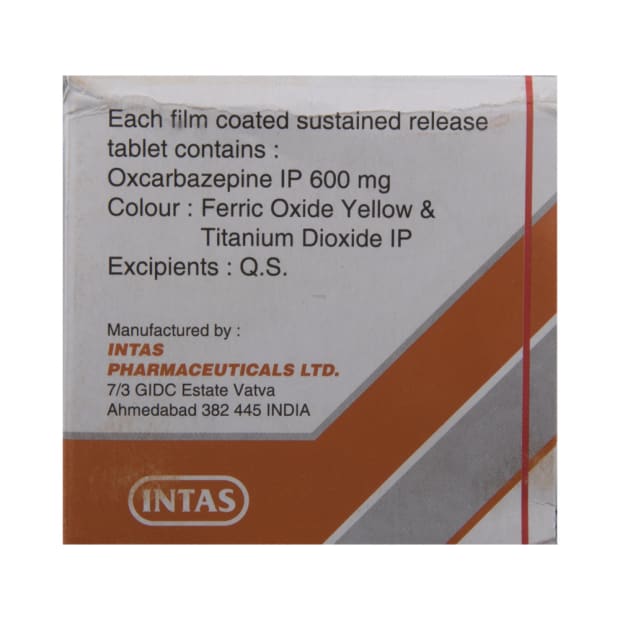 Each film coated sustained release
tablet contains :
Oxcarbazepine IP 600 mg
Colour : Ferric Oxide Yellow &
Titanium Dioxide IP
Excipients : Q.S.
Manufactured by :
INTAS
PHARMACEUTICALS LTD.
7/3 GIDC Estate Vatva
Ahmedabad 382 445 INDIA
INTAS